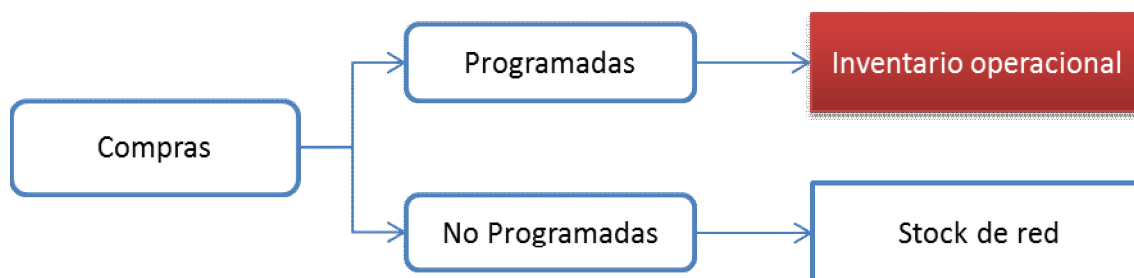 Programadas
Inventario operacional
Compras
No Programadas
Stock de red